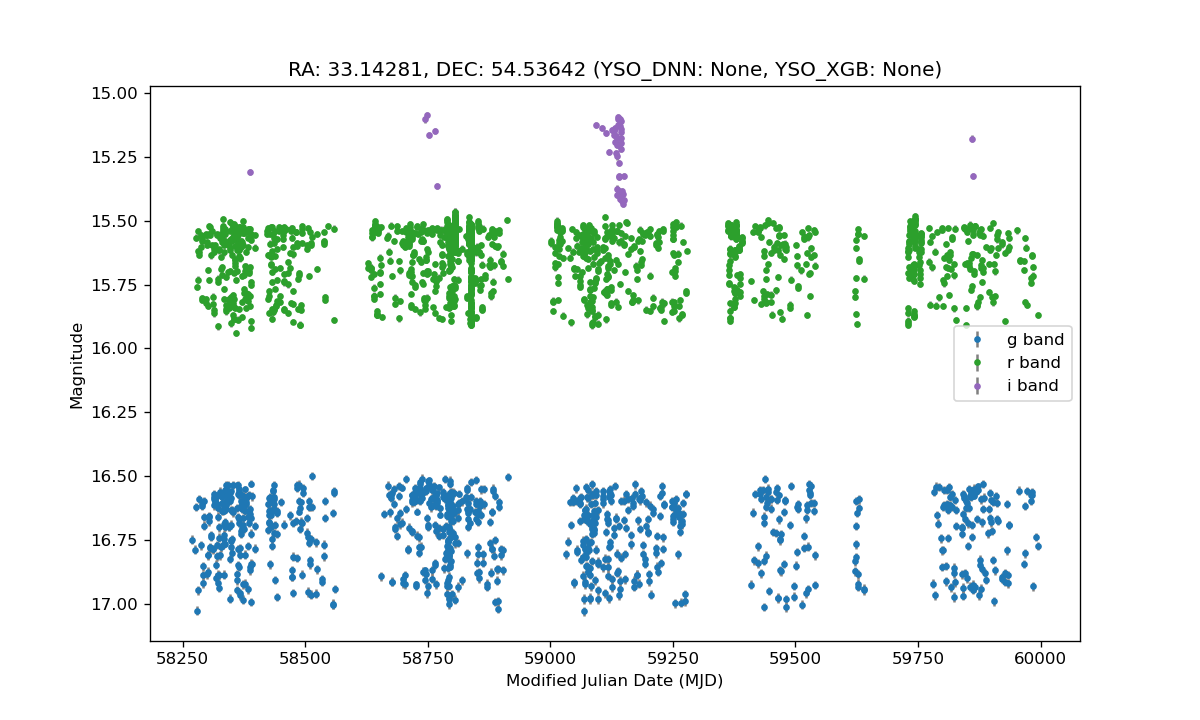 RA: 33.14281, DEC: 54.53642 (YSO_DNN: None, YSO_XGB: None)
15.00
15.25
15.50
15.75
16.00
16.25
16.50
16.75
17.00
Magnitude
g band
r band
i band
58250
58500
58750
59000
59250
59500
59750
60000
Modified Julian Date (MJD)